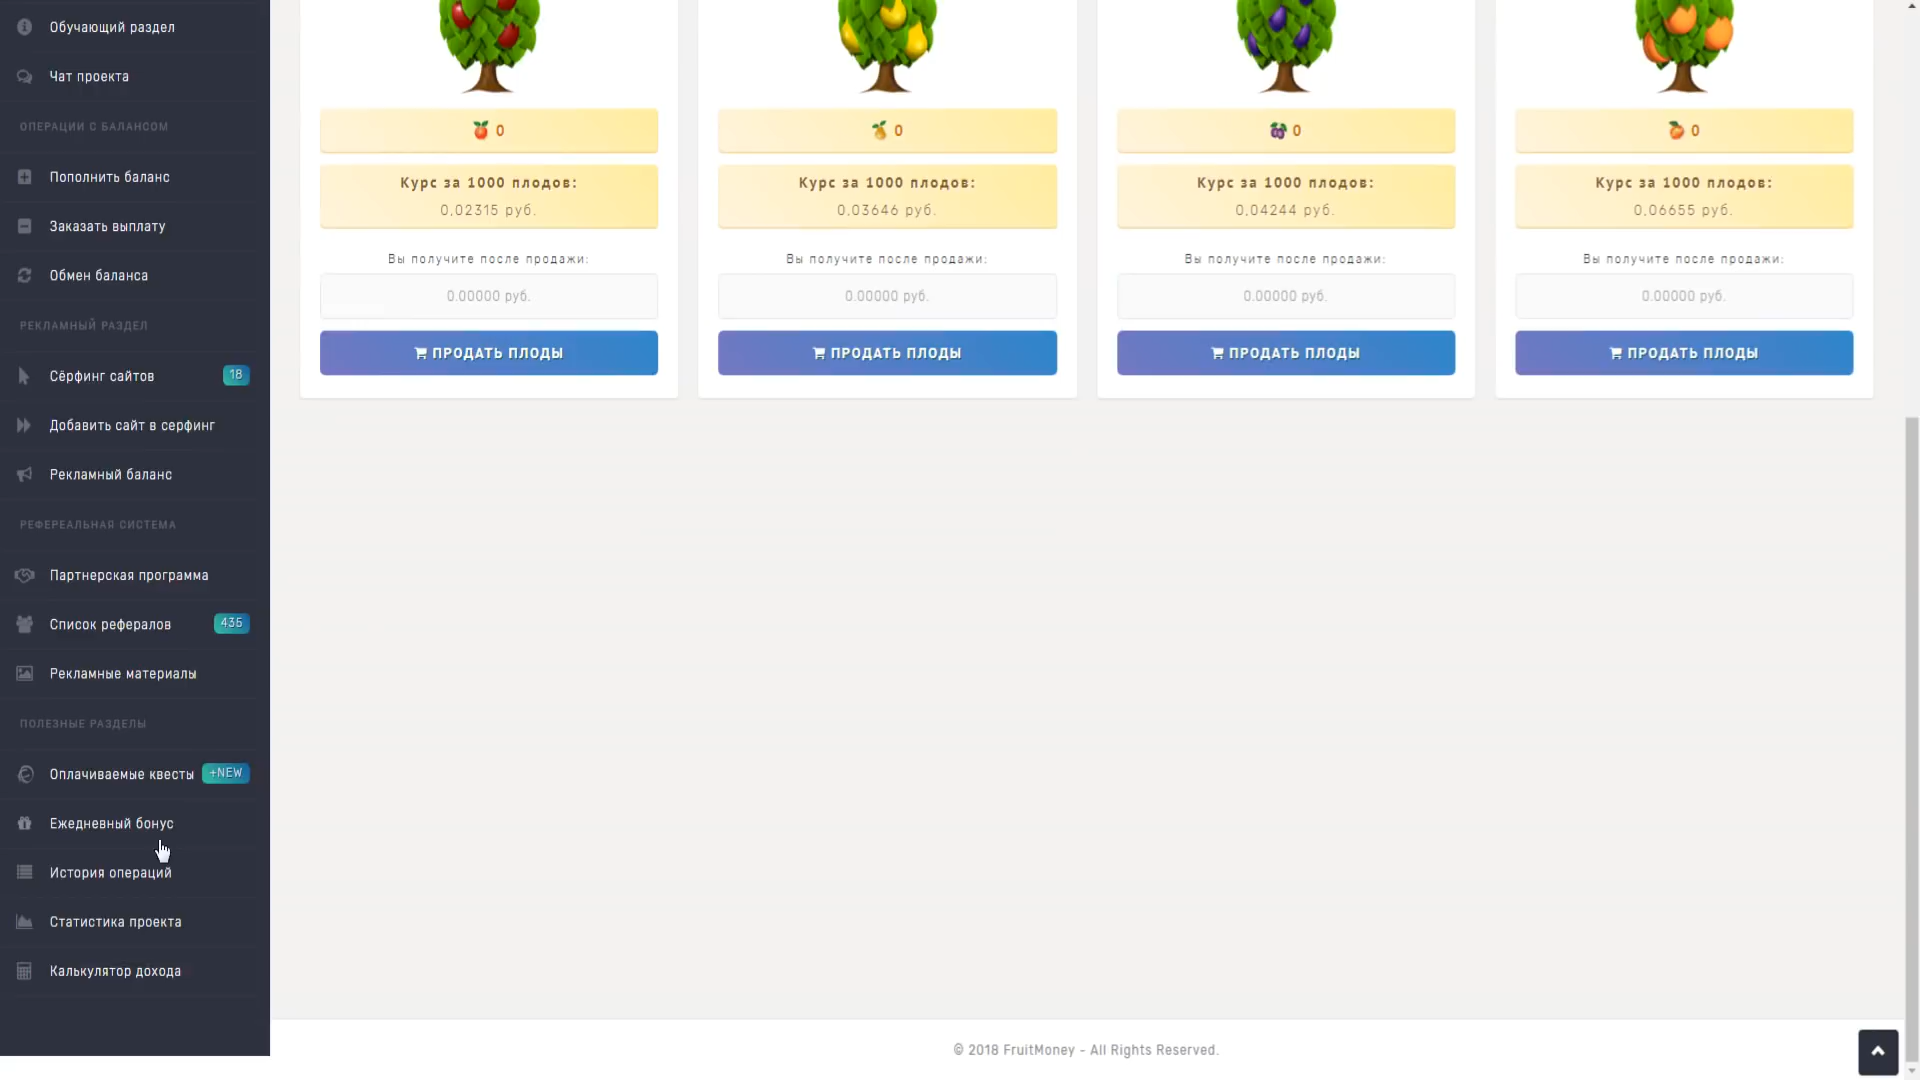 Обучающий раздел
Чат проекта
ОПЕРАЦИИ С БАЛАНСОМ
Пополнить баланс
Заказать выплату
Обмен баланса
РЕКЛАМНЫЙ РАЗДЕЛ
Сёрфинг сайтов 18
Добавить сайт в серфинг
Рекламный баланс
РЕФЕРЕАЛЬНАЯ СИСТЕМА
Партнерская программа
Список рефералов 435
Рекламные материалы
ПОЛЕЗНЫЕ РАЗДЕЛЫ
Оплачиваемые квесты +NEW
Ежедневный бонус
История операций
Статистика проекта
Калькулятор дохода
0
Курс за 1000 плодов:
0,02315 руб.
Вы получите после продажи:
0.00000 руб.
ПРОДАТЬ ПЛОДЫ
0
Курс за 1000 плодов:
0,03646 руб.
Вы получите после продажи:
0.00000 руб.
ПРОДАТЬ ПЛОДЫ
0
Курс за 1000 плодов:
0,04244 руб.
Вы получите после продажи:
0.00000 руб.
ПРОДАТЬ ПЛОДЫ
0
Курс за 1000 плодов:
0,06655 руб.
Вы получите после продажи:
0.00000 руб.
ПРОДАТЬ ПЛОДЫ
© 2018 FruitMoney - All Rights Reserved.